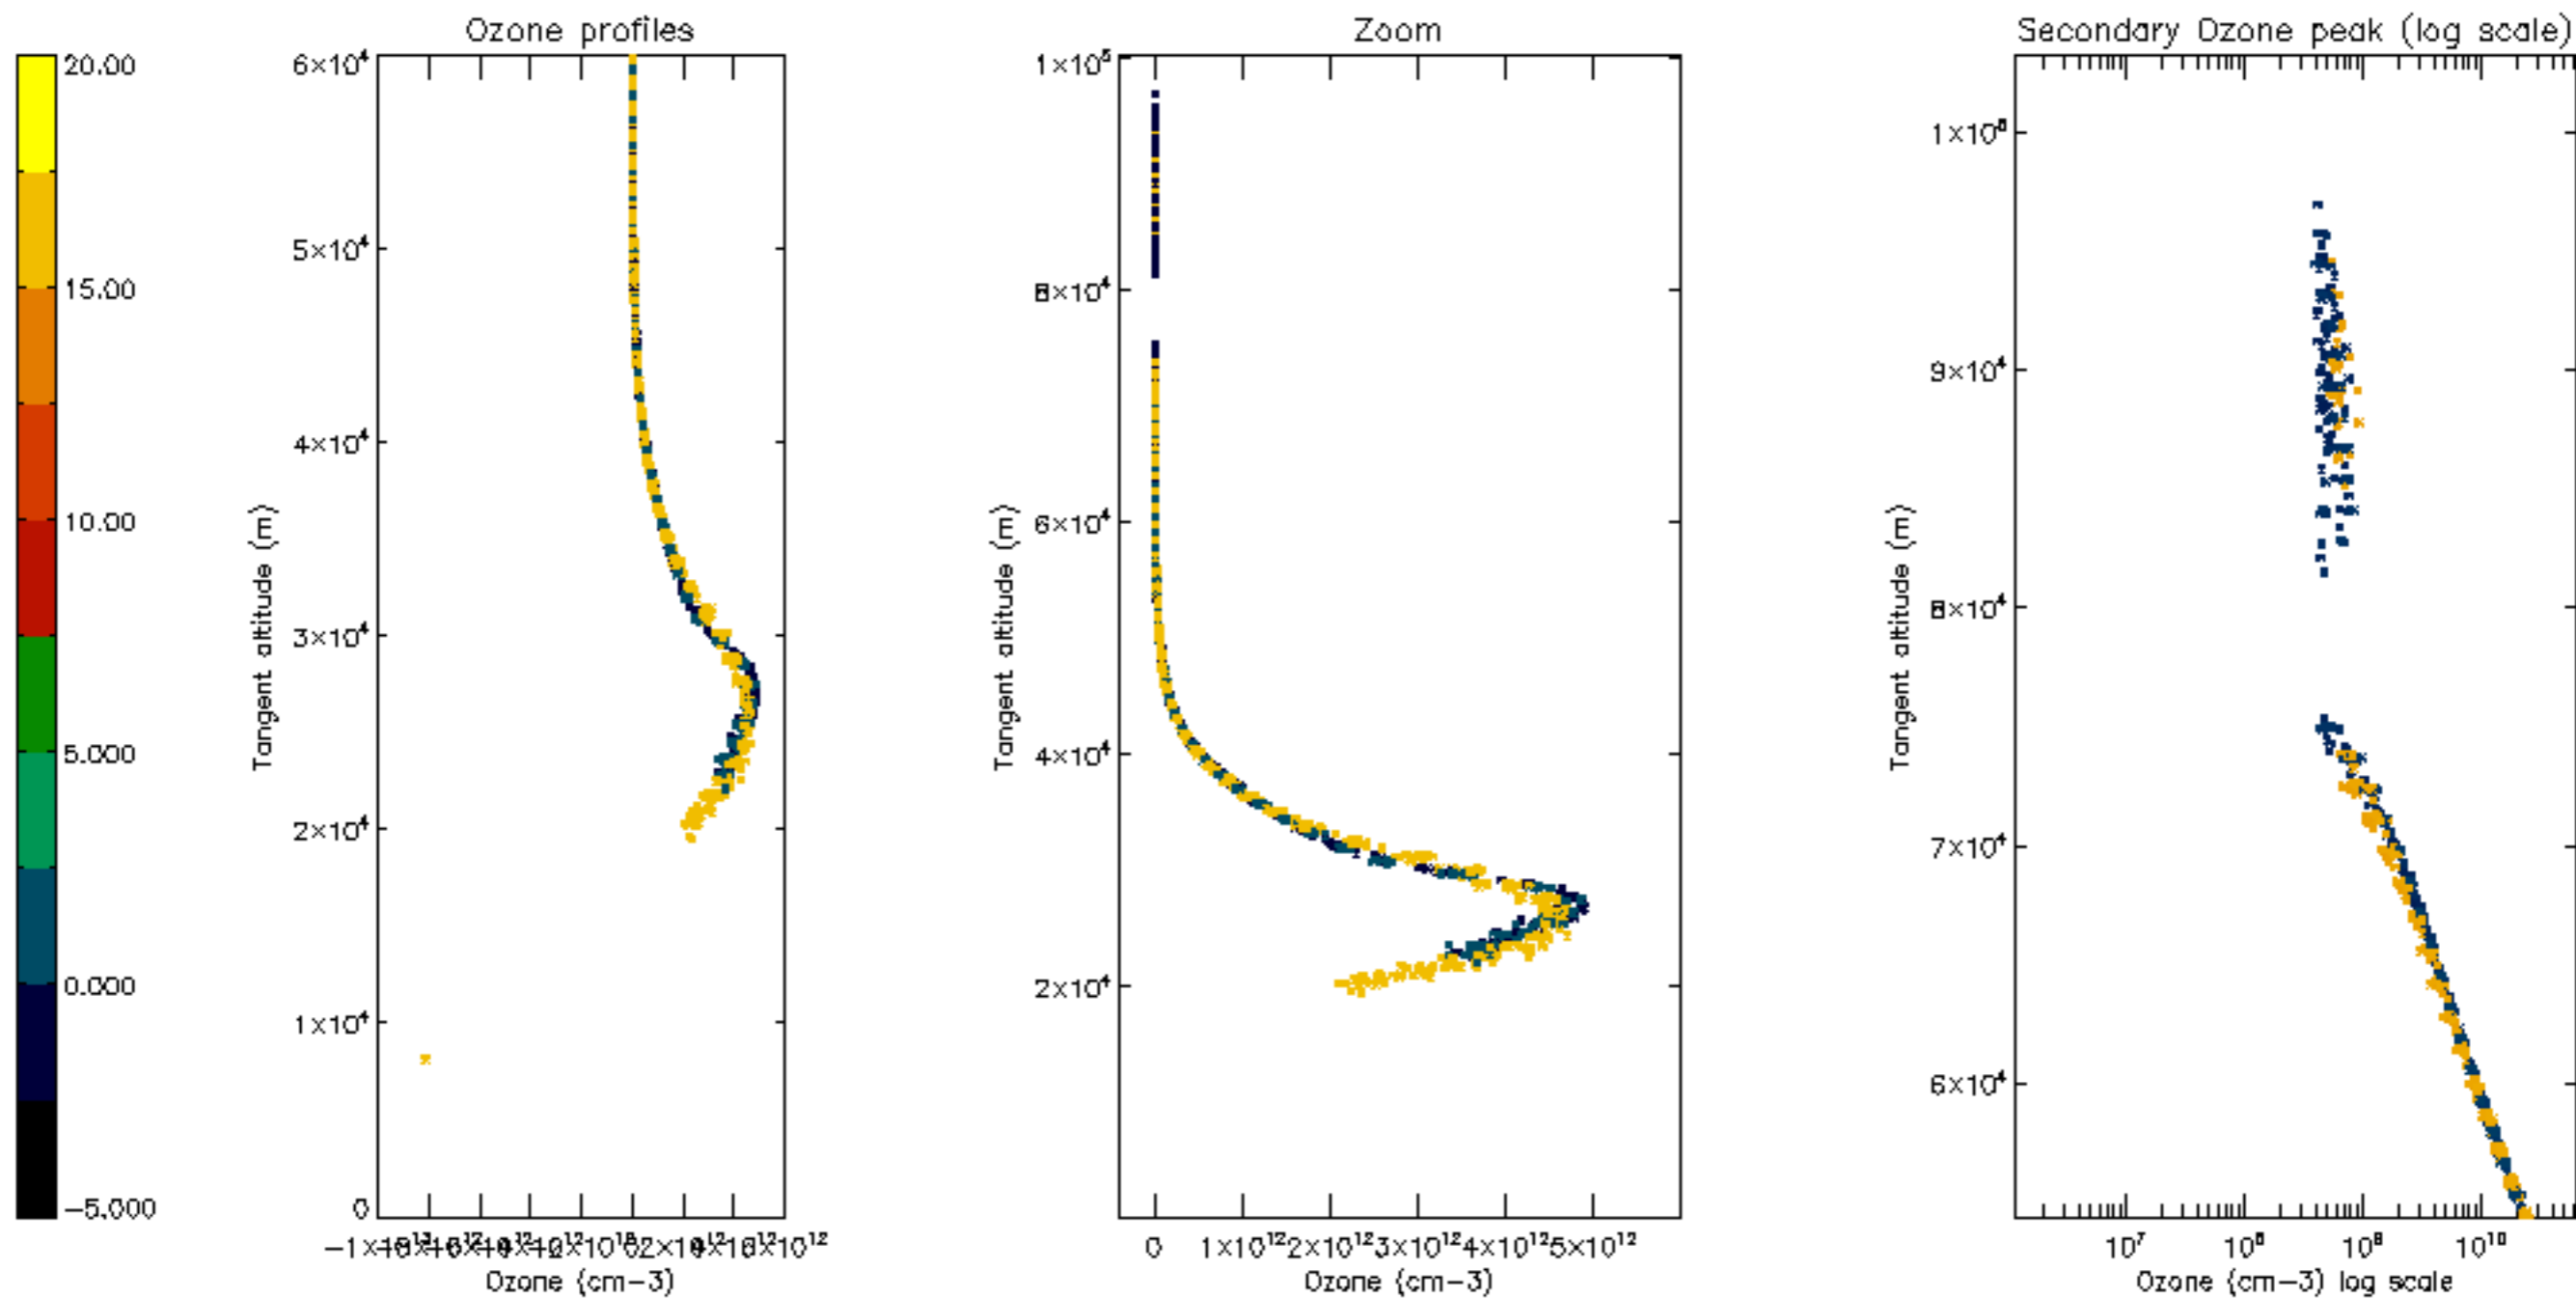 Ozone profiles
Zoom
Secondary Ozone peak (log scale)
20.00
15.00
10.00
5.000
0.000
−5.000
6×10⁴
5×10⁴
4×10⁴
3×10⁴
2×10⁴
1×10⁴
0
Tangent altitude (m)
Ozone (cm−3)
1×10⁵
8×10⁴
6×10⁴
4×10⁴
2×10⁴
Tangent altitude (m)
0 1×10¹² 2×10¹² 3×10¹² 4×10¹² 5×10¹²
Ozone (cm−3)
9×10⁴
8×10⁴
7×10⁴
6×10⁴
Tangent altitude (m)
10⁷ 10⁸ 10⁹ 10¹⁰
Ozone (cm−3) log scale